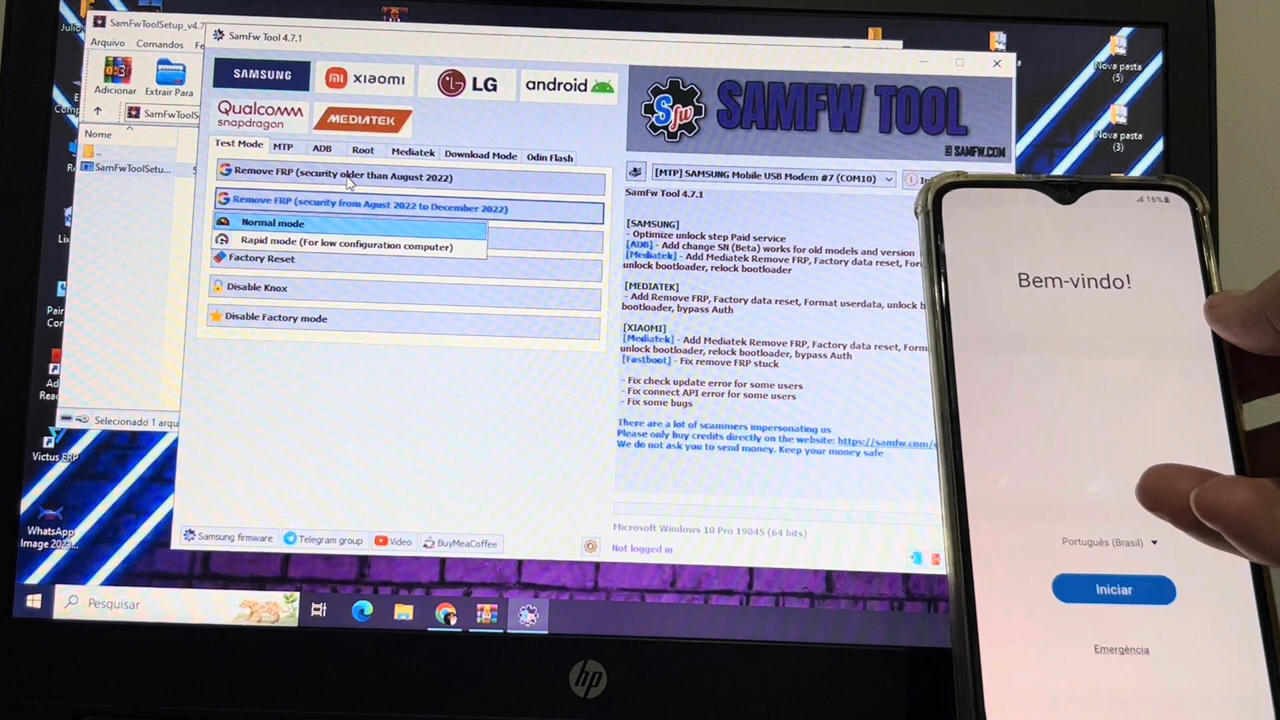 Julio
SamFwToolSetup_v4.7
Arquivo
Comandos
Adicionar
Extrair Para
SamFwToolS
Nome
..
SamFwToolSetu...
Selecionado 1 arqu
Victus ERP
WhatsApp
Image 202...
SamFw Tool 4.7.1
SAMSUNG
xiaomi
LG
android
Qualcomm
snapdragon
MEDIATEK
Test Mode
MTP
ADB
Root
Mediatek
Download Mode
Odin Flash
Remove FRP (security older than August 2022)
Remove FRP (security from Agust 2022 to December 2022)
Normal mode
Rapid mode (For low configuration computer)
Factory Reset
Disable Knox
Disable Factory mode
Samsung firmware
Telegram group
Video
BuyMeaCoffee
Sfw
SAMFW TOOL
SAMFW.COM
[MTP] SAMSUNG Mobile USB Modem #7 (COM10)
SamFw Tool 4.7.1
[SAMSUNG]
- Optimize unlock step Paid service
[ADB] - Add change SN (Beta) works for old models and version
[Mediatek] - Add Mediatek Remove FRP, Factory data reset, Form
unlock bootloader, relock bootloader
[MEDIATEK]
- Add Remove FRP, Factory data reset, Format userdata, unlock b
bootloader, bypass Auth
[XIAOMI]
[Mediatek] - Add Mediatek Remove FRP, Factory data reset, Form
unlock bootloader, relock bootloader, bypass Auth
[Fastboot] - Fix remove FRP stuck
- Fix check update error for some users
- Fix connect API error for some users
- Fix some bugs
There are a lot of scammers impersonating us
Please only buy credits directly on the website: https://samfw.com/
We do not ask you to send money. Keep your money safe
Microsoft Windows 10 Pro 19045 (64 bits)
Not logged in
Nova pasta
(5)
Nova pasta
(3)
Pesquisar
hp
16%
Bem-vindo!
Português (Brasil)
Iniciar
Emergência